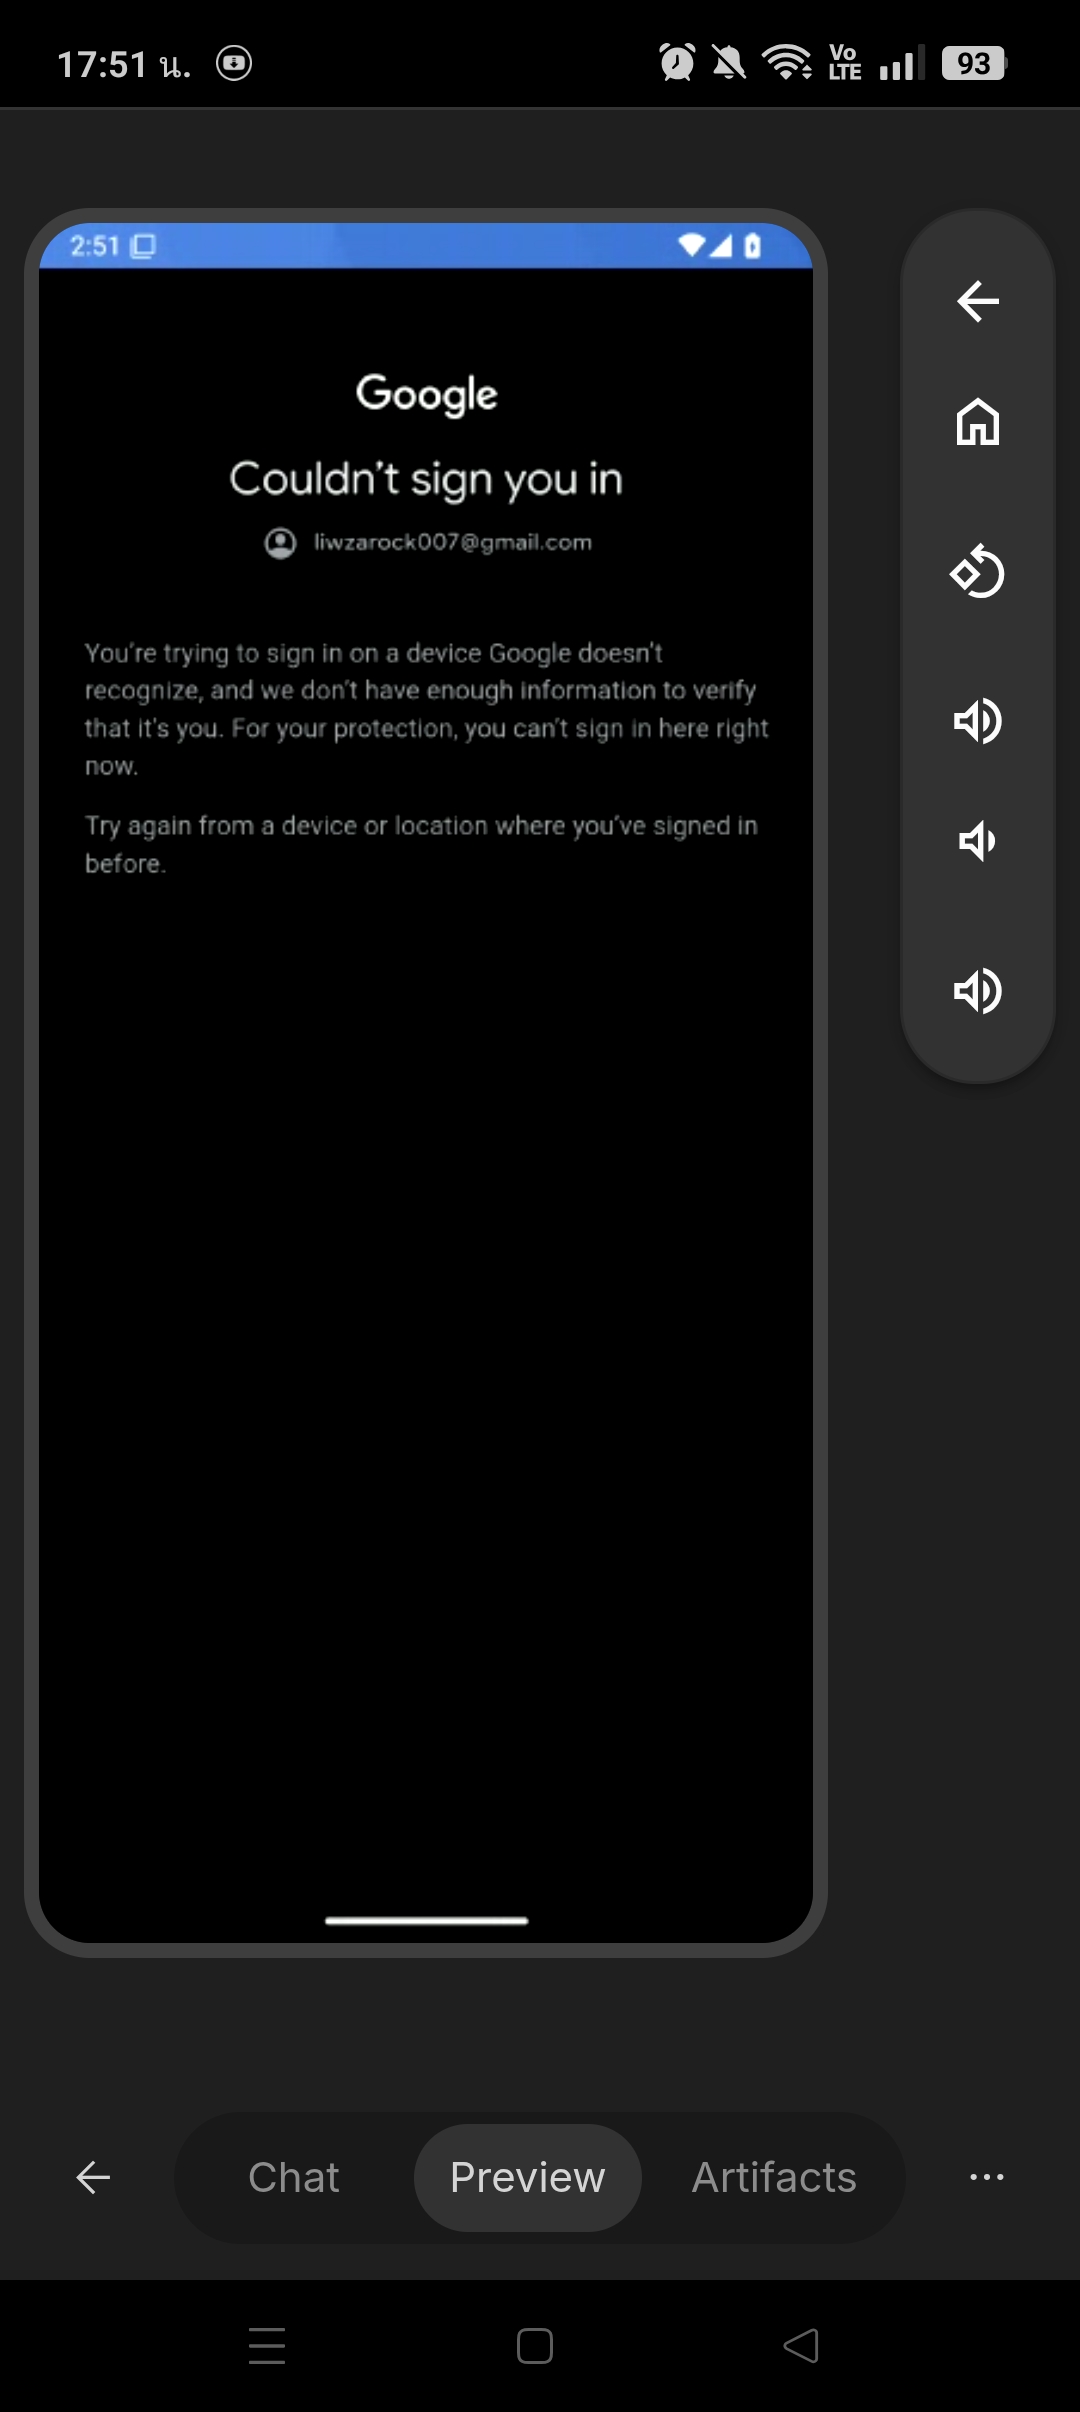 17:51 น.
Vo
LTE
93
2:51
Google
Couldn't sign you in
liwzarock007@gmail.com
You're trying to sign in on a device Google doesn't
recognize, and we don't have enough information to verify
that it's you. For your protection, you can't sign in here right
now.
Try again from a device or location where you've signed in
before.
Chat
Preview
Artifacts